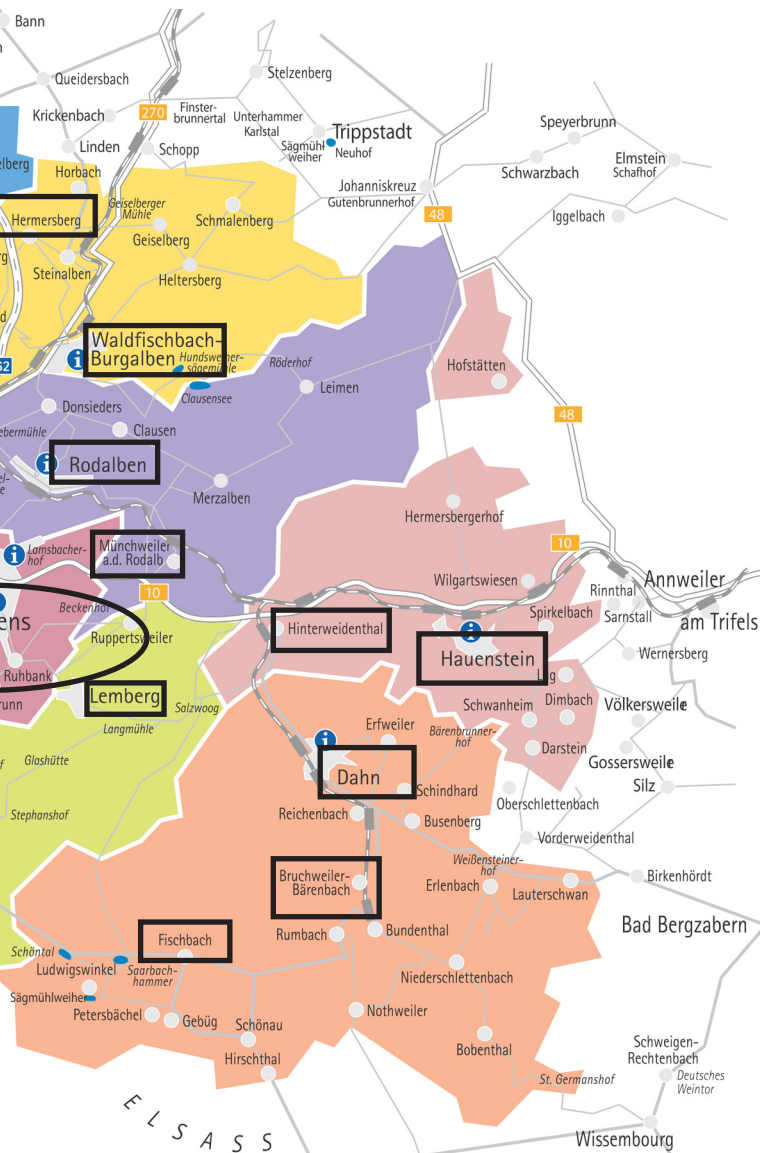 Bann
Queidersbach
Stelzenberg
Krickenbach
270
Finster-
brunnertal
Unterhammer
Karlstal
Trippstadt
Sägmühl-
weiher
Neuhof
Speyerbrunn
Linden
Schopp
Elmstein
Schafhof
Schwarzbach
elberg
Horbach
Johanniskreuz
Gutenbrunnerhof
48
Iggelbach
Hermersberg
Geiselberger
Mühle
Schmalenberg
Geiselberg
Steinalben
Heltersberg
Waldfischbach-
Burgalben
Hundsweiher-
sägemühle
Röderhof
Hofstätten
62
Clausensee
Leimen
Donsieders
48
ebermühle
Clausen
Rodalben
Merzalben
Hermersbergerhof
Lamsbacher-
hof
Münchweiler
a.d. Rodalb
10
Wilgartswiesen
Annweiler
am Trifels
Rinnthal
Sarnstall
10
Beckenhof
ens
Ruppertsweiler
Hinterweidenthal
Spirkelbach
Wernersberg
Hauenstein
Lug
Ruhbank
Lemberg
Salzwoog
Schwanheim
Dimbach
Völkersweile
runn
Langmühle
Erfweiler
Bärenbrunner-
hof
Darstein
Glashütte
Gossersweile
Dahn
Schindhard
Silz
Oberschlettenbach
Stephanshof
Reichenbach
Busenberg
Vorderweidenthal
Weißensteiner-
hof
Bruchweiler-
Bärenbach
Erlenbach
Lauterschwan
Birkenhördt
Bad Bergzabern
Fischbach
Rumbach
Bundenthal
Schöntal
Ludwigswinkel
Saarbach-
hammer
Niederschlettenbach
Sägmühlweiher
Petersbächel
Gebüg
Schönau
Nothweiler
Hirschthal
Bobenthal
Schweigen-
Rechtenbach
Deutsches
Weintor
St. Germanshof
ELSASS
Wissembourg